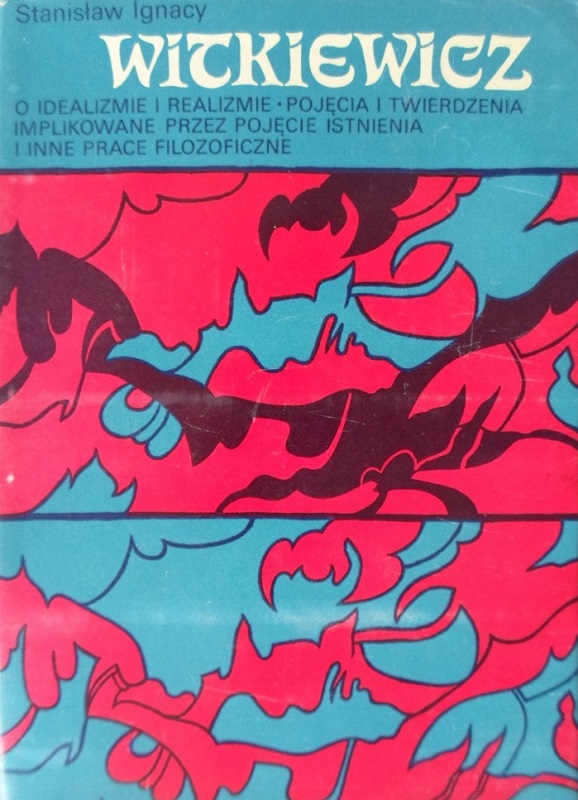 Stanisław Ignacy
WITKIEWICZ
O IDEALIZMIE I REALIZMIE • POJĘCIA I TWIERDZENIA
IMPLIKOWANE PRZEZ POJĘCIE ISTNIENIA
I INNE PRACE FILOZOFICZNE